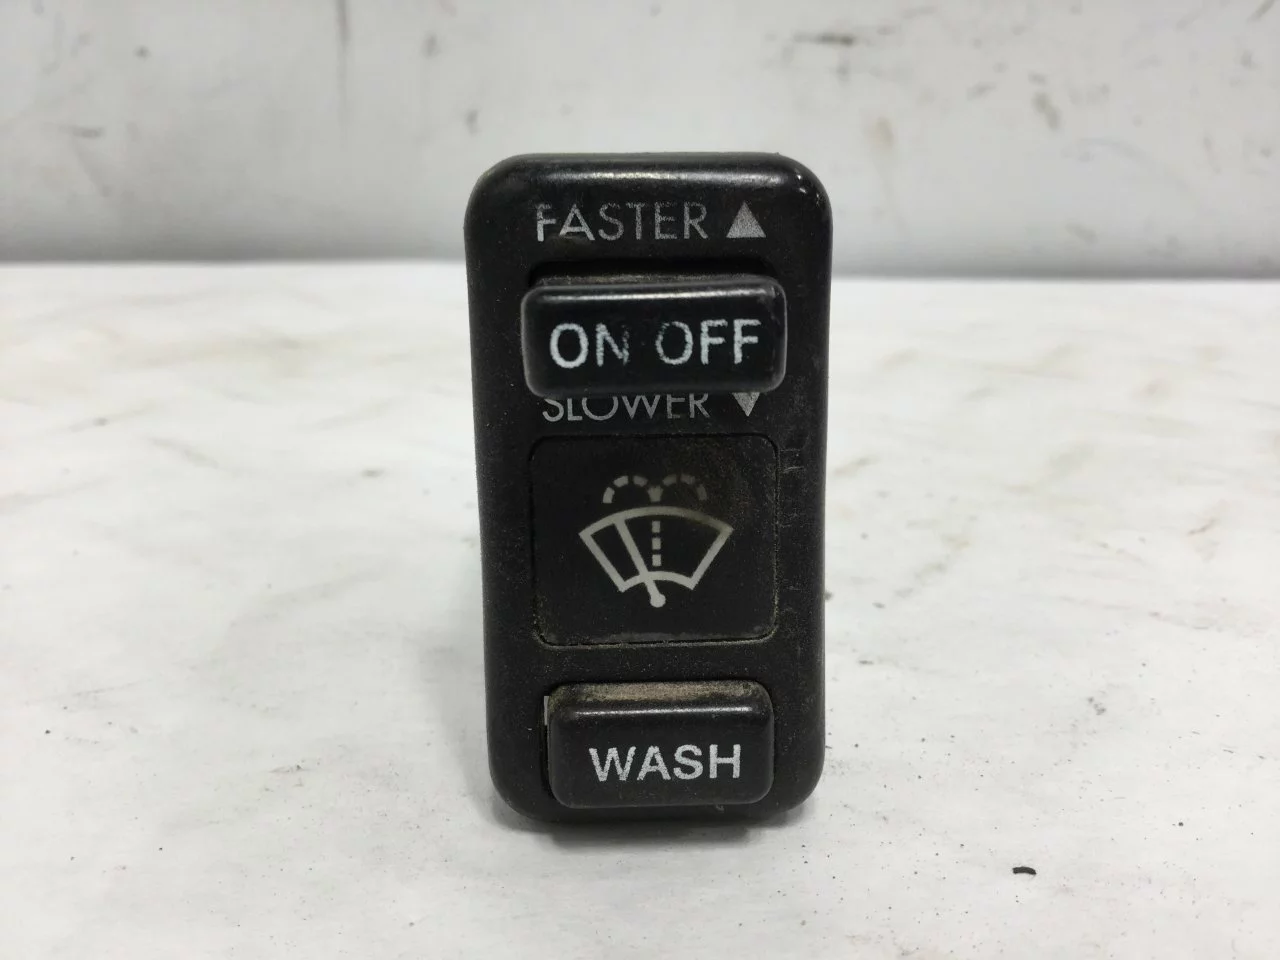 FASTER ▲
ON OFF
SLOWER ▼
WASH